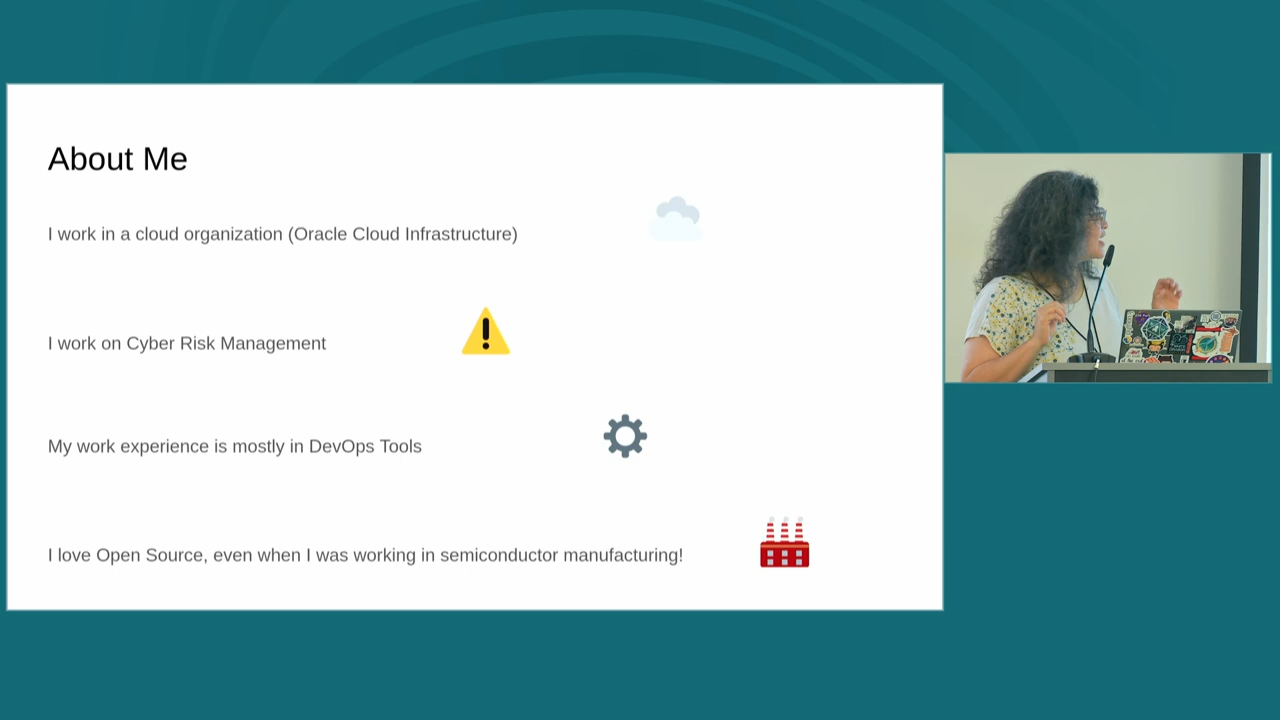 About Me
I work in a cloud organization (Oracle Cloud Infrastructure)
I work on Cyber Risk Management
My work experience is mostly in DevOps Tools
I love Open Source, even when I was working in semiconductor manufacturing!